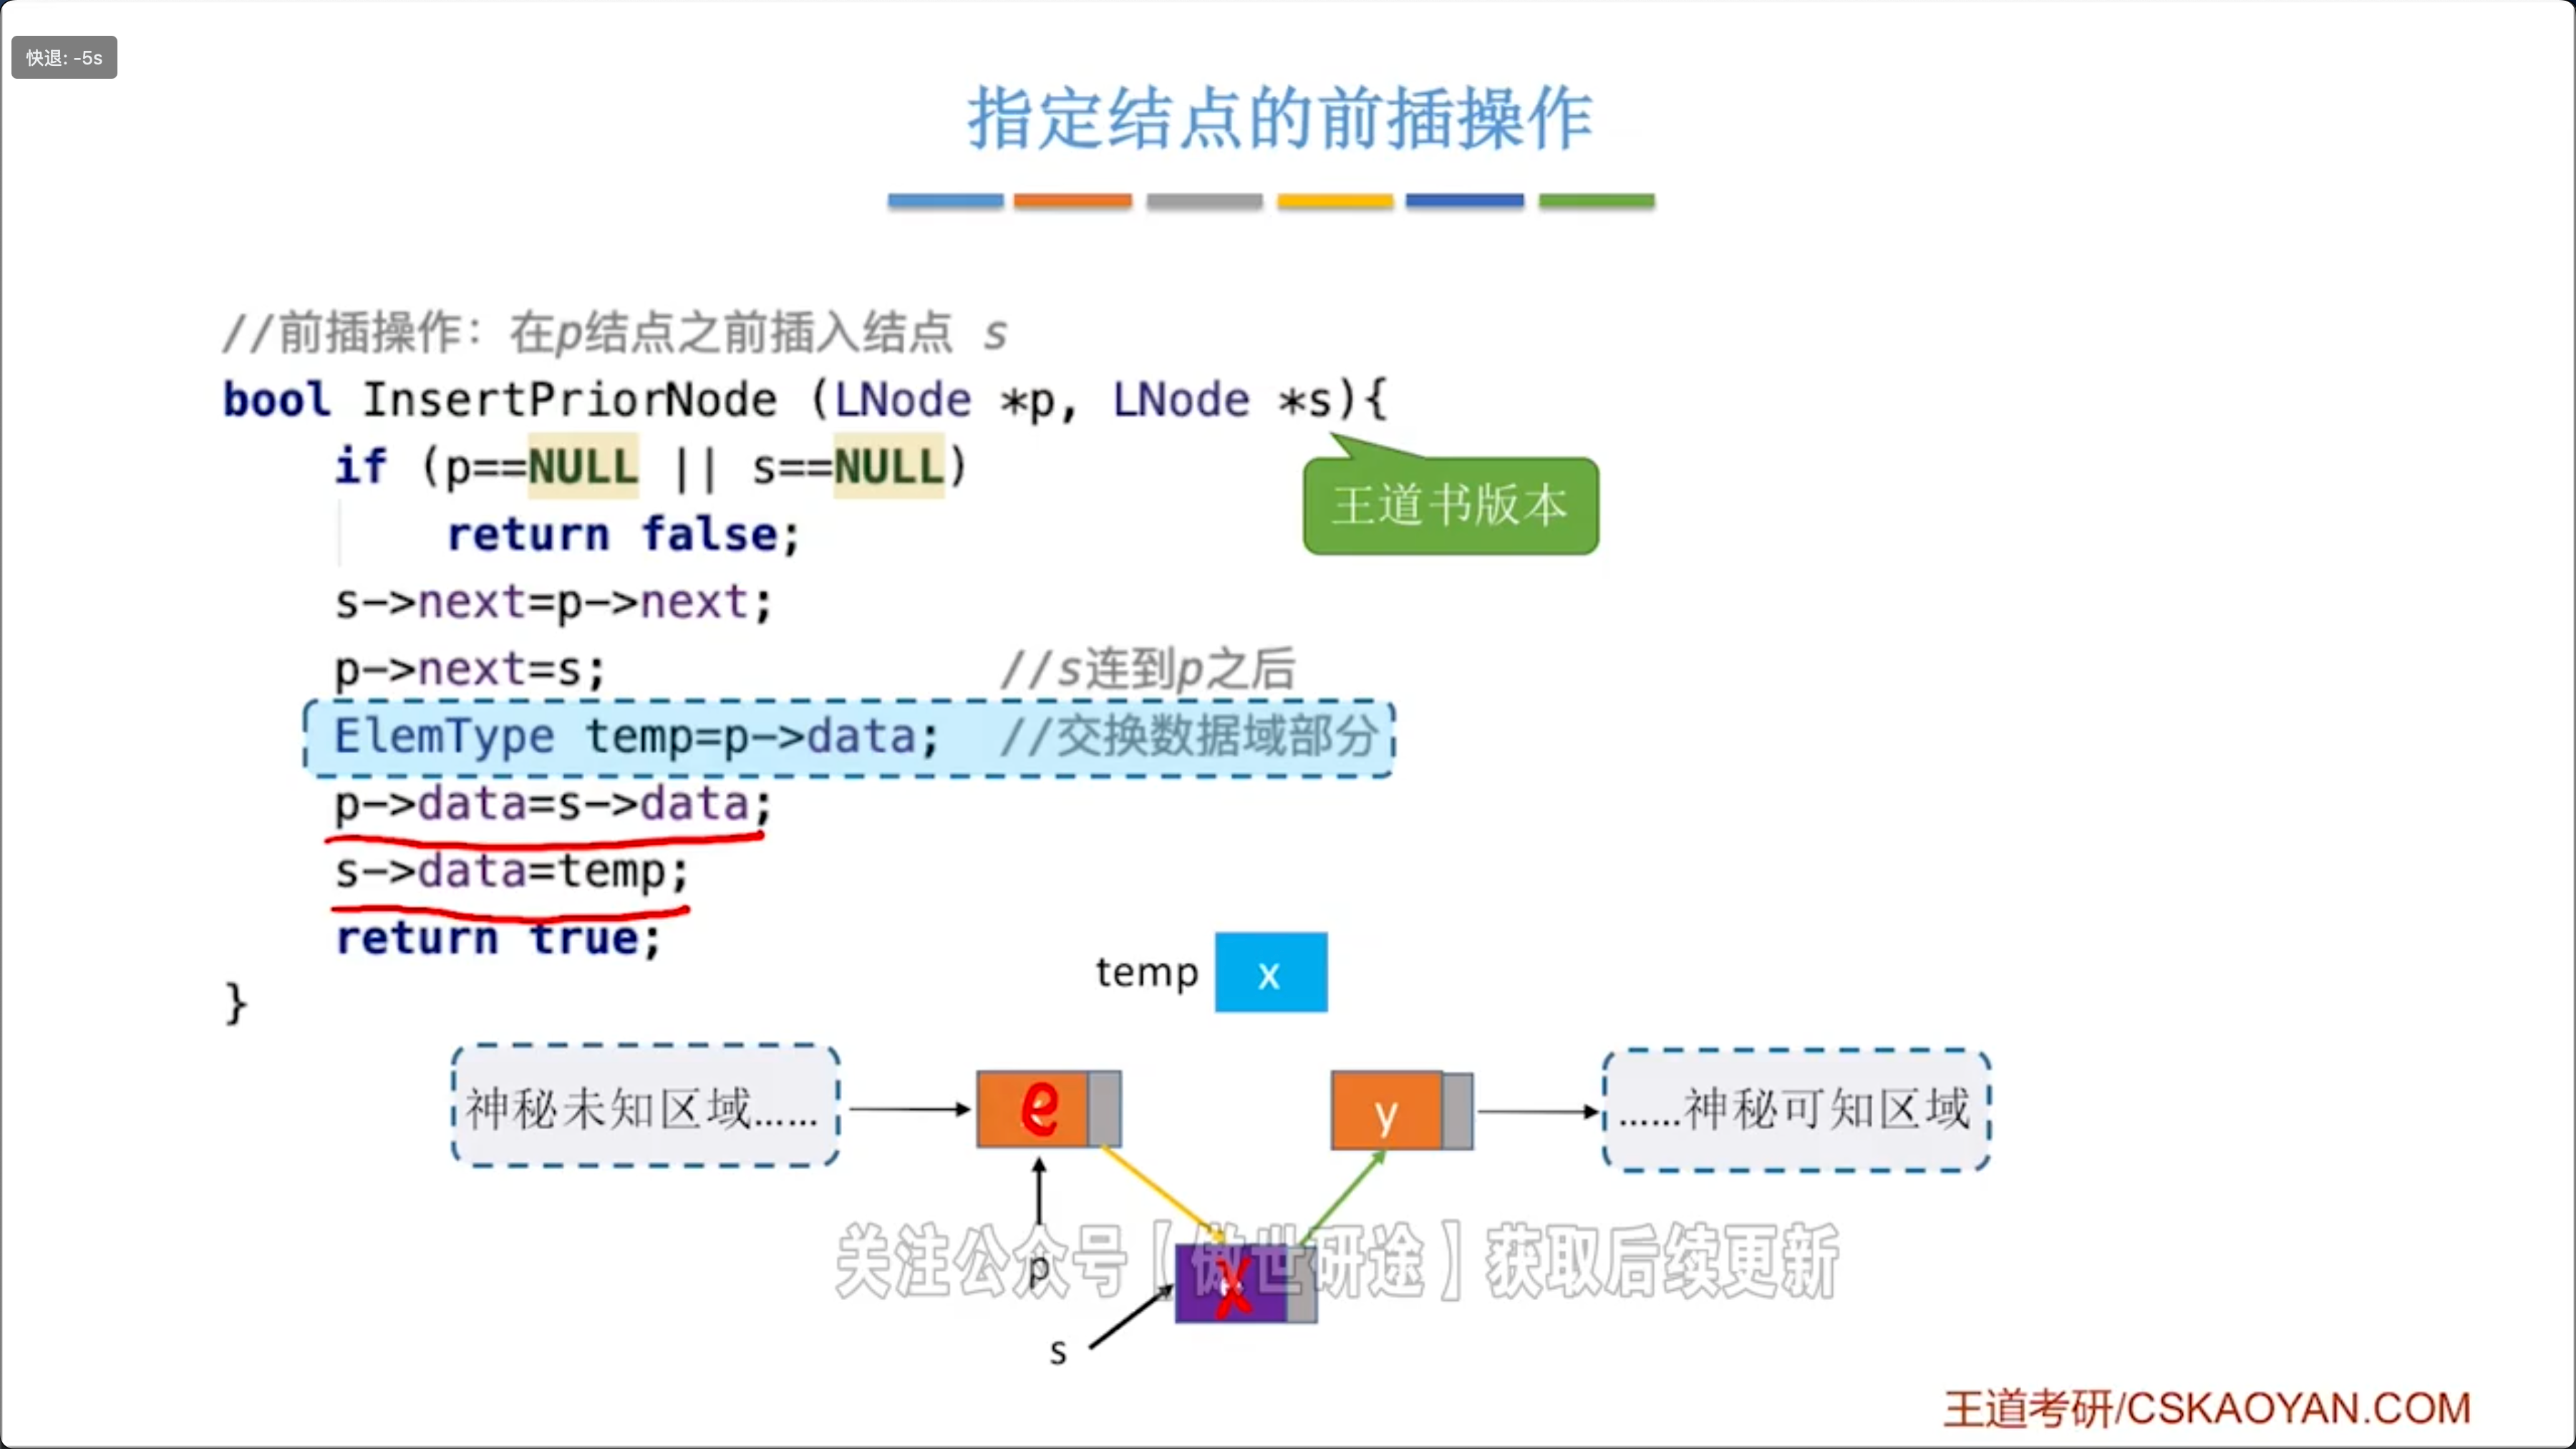 快退: -5s
指定结点的前插操作
//前插操作：在p结点之前插入结点 s
bool InsertPriorNode (LNode *p, LNode *s){
if (p==NULL || s==NULL)
return false;
王道书版本
s->next=p->next;
p->next=s; //s连到p之后
ElemType temp=p->data; //交换数据域部分
p->data=s->data;
s->data=temp;
return true;
}
temp x
神秘未知区域…… e y ……神秘可知区域
p
关注公众号【傲世研途】获取后续更新
x
s
王道考研/CSKAOYAN.COM